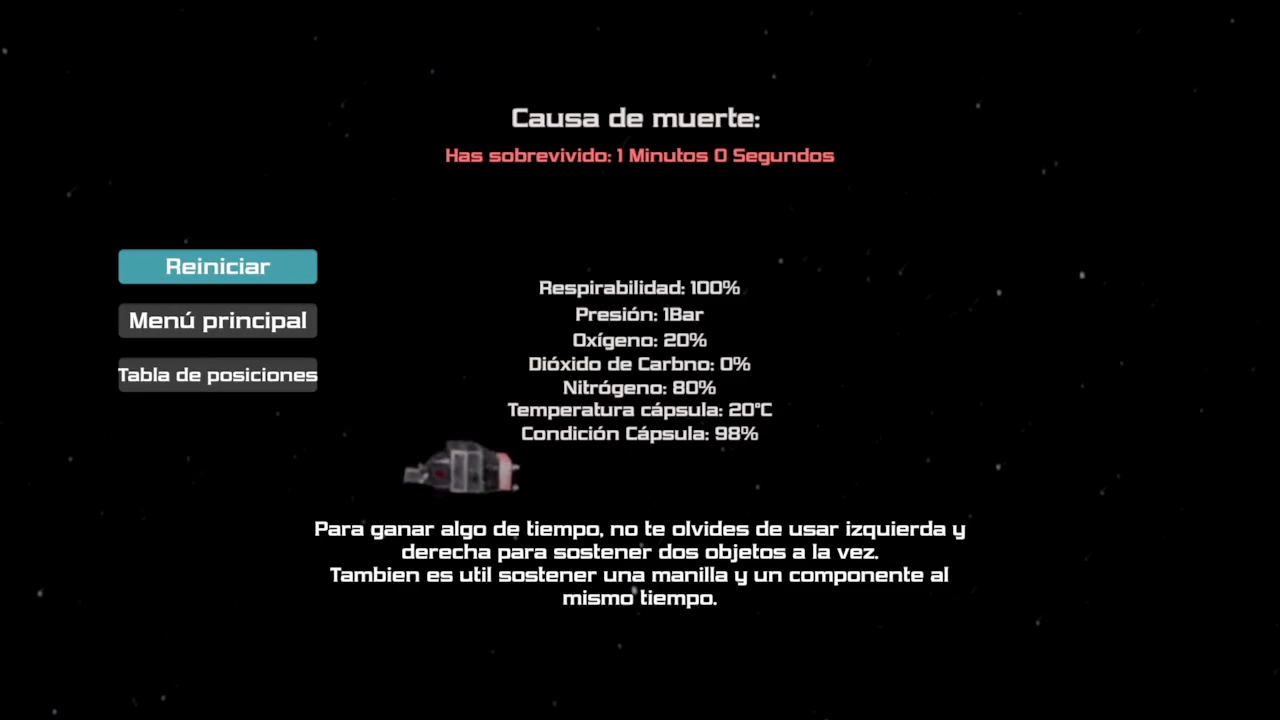 Causa de muerte:
Has sobrevivido: 1 Minutos 0 Segundos
Reiniciar
Menú principal
Tabla de posiciones
Respirabilidad: 100%
Presión: 1Bar
Oxígeno: 20%
Dióxido de Carbno: 0%
Nitrógeno: 80%
Temperatura cápsula: 20°C
Condición Cápsula: 98%
Para ganar algo de tiempo, no te olvides de usar izquierda y
derecha para sostener dos objetos a la vez.
Tambien es util sostener una manilla y un componente al
mismo tiempo.